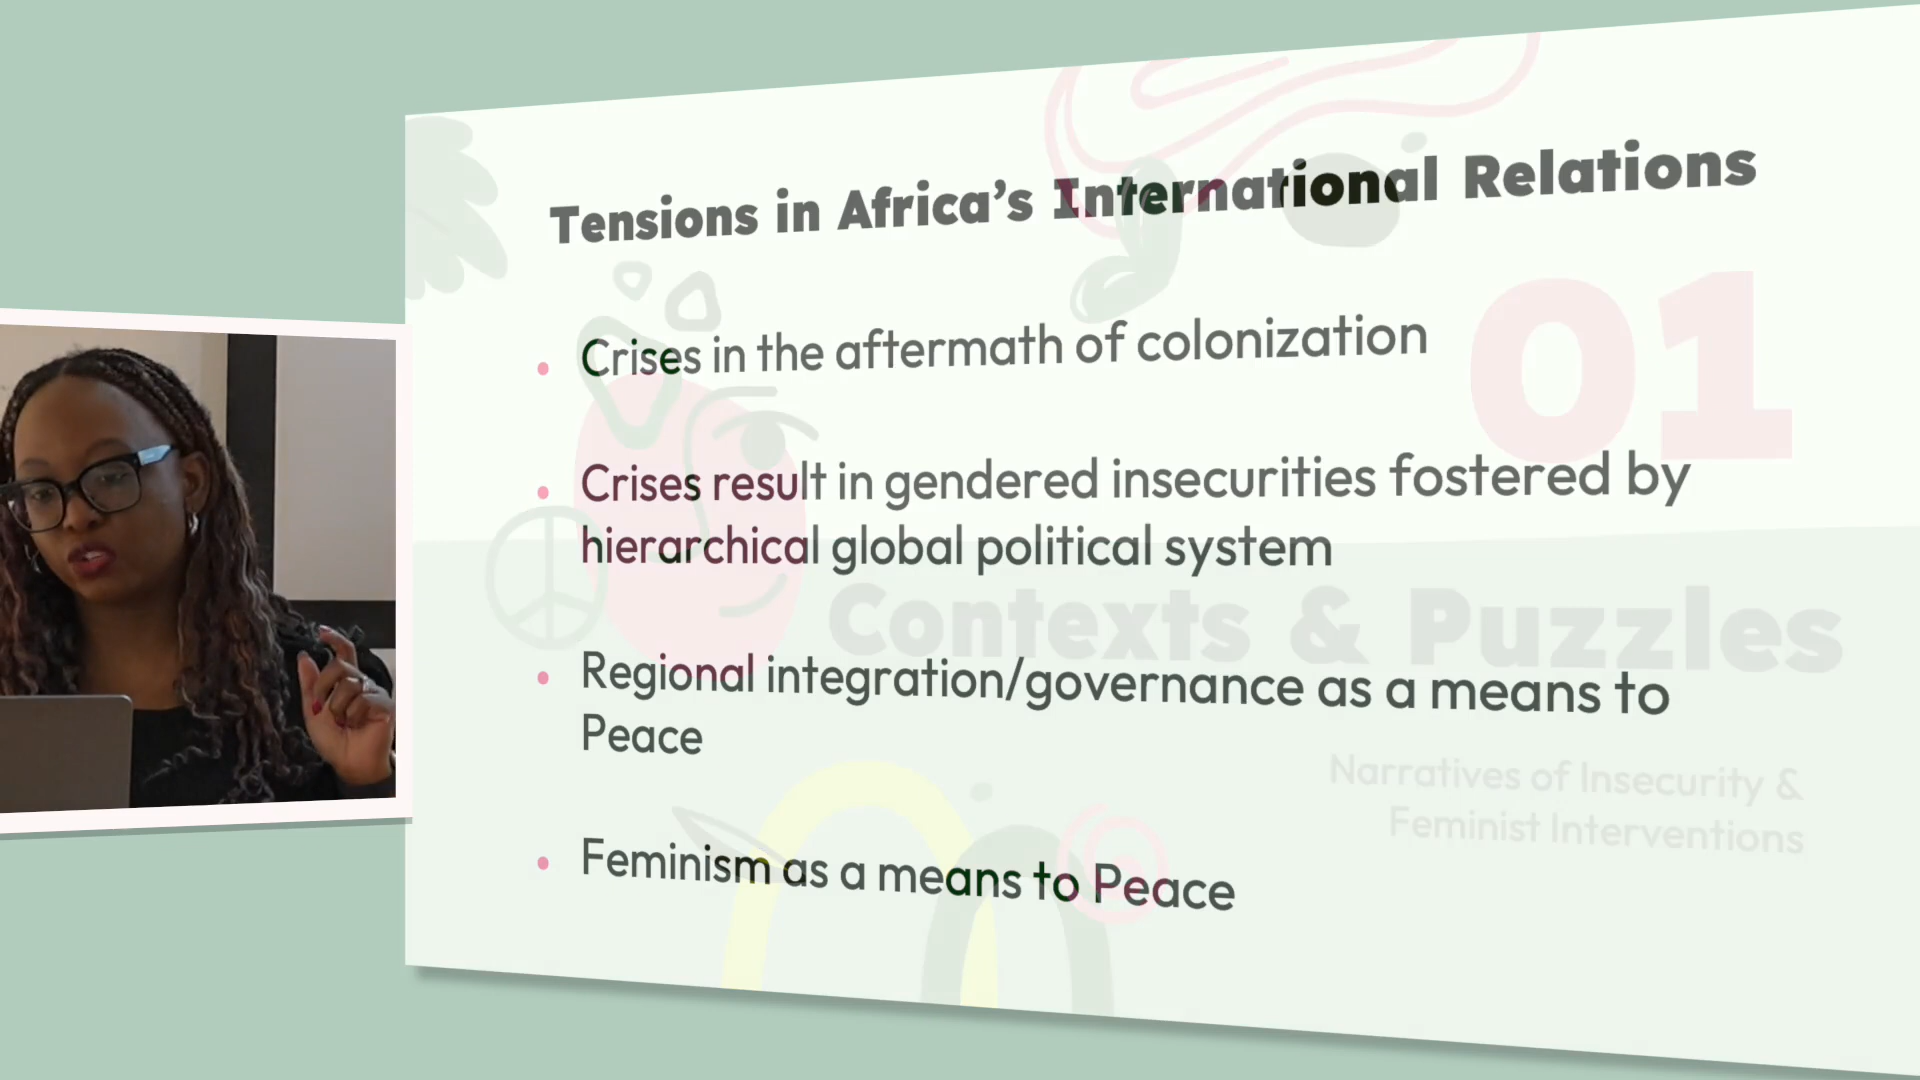 Tensions in Africa’s International Relations
01
Crises in the aftermath of colonization
Crises result in gendered insecurities fostered by
hierarchical global political system
Contexts & Puzzles
Regional integration/governance as a means to
Peace
Narratives of Insecurity &
Feminist Interventions
Feminism as a means to Peace